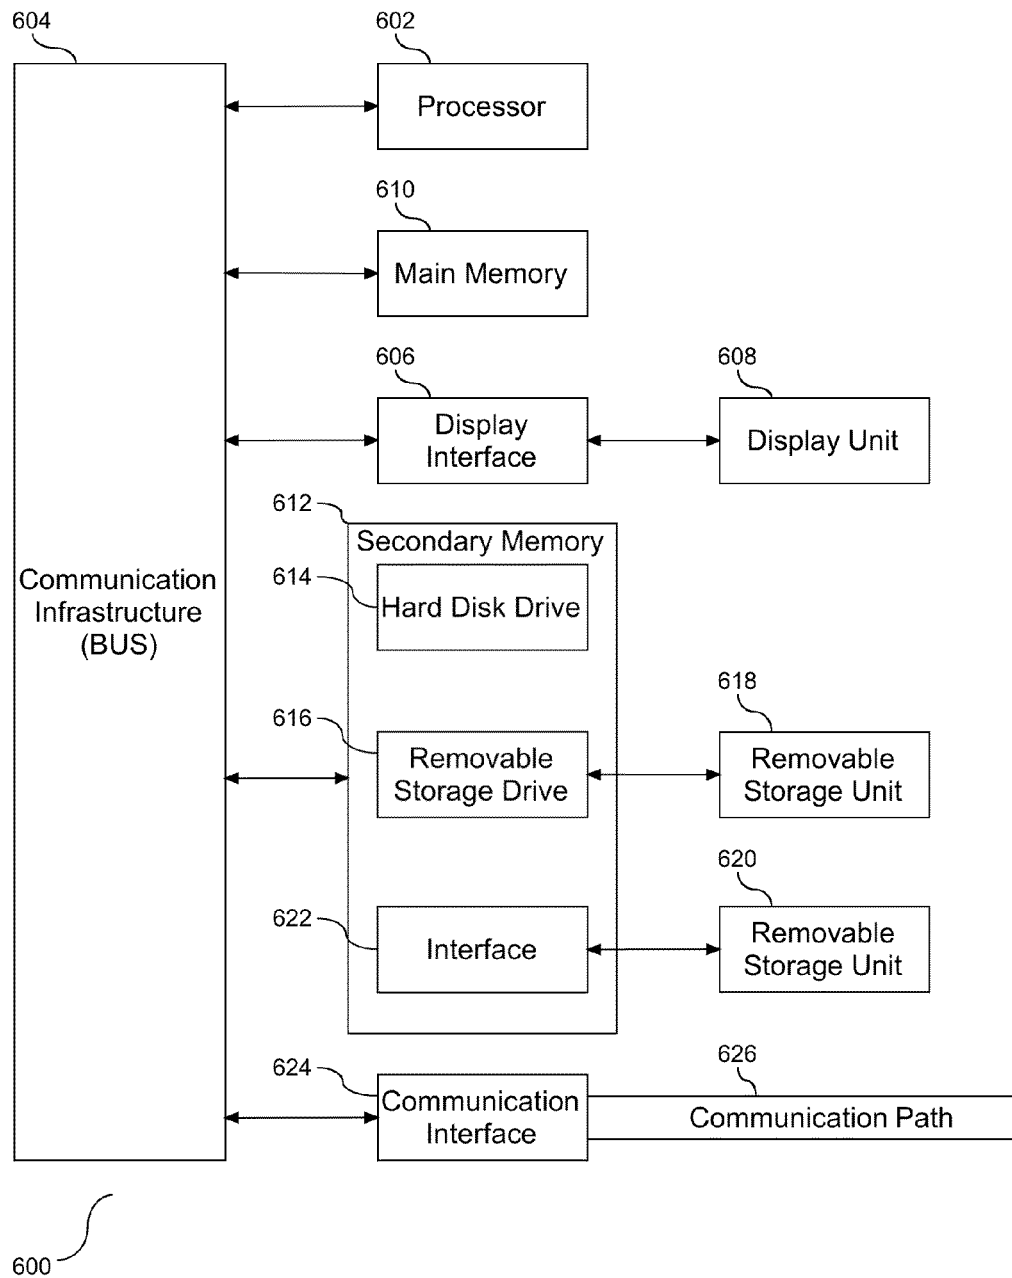 604
602
Processor
610
Main Memory
606
608
Display
Interface
Display Unit
612
Secondary Memory
614
Hard Disk Drive
Communication
Infrastructure
(BUS)
616
618
Removable
Storage Drive
Removable
Storage Unit
620
622
Interface
Removable
Storage Unit
624
626
Communication
Interface
Communication Path
600